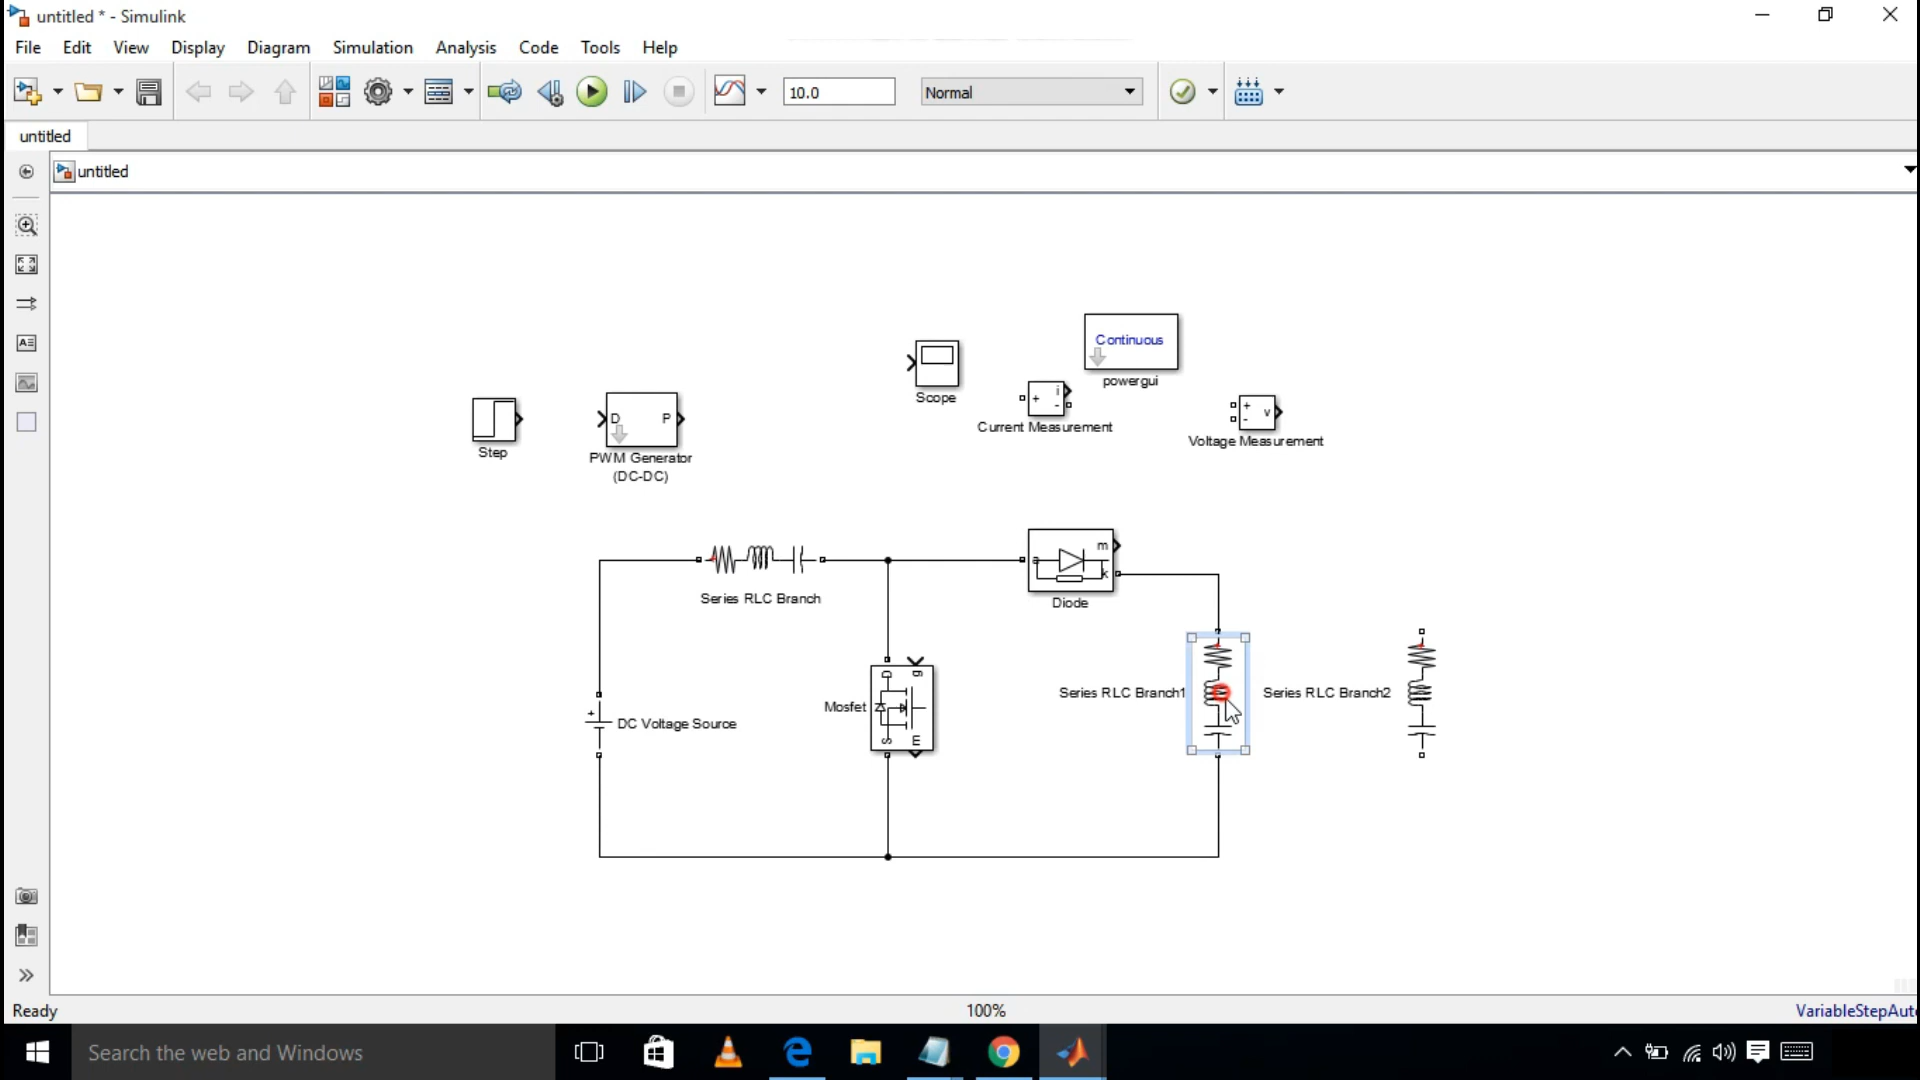 untitled * - Simulink
File Edit View Display Diagram Simulation Analysis Code Tools Help
10.0 Normal
untitled
untitled
Continuous
powergui
Scope
i
+
-
Current Measurement
+
-
v
Voltage Measurement
Step
D P
PWM Generator
(DC-DC)
m
a
k
Diode
Series RLC Branch
D g
S m
Mosfet
Series RLC Branch1
Series RLC Branch2
+
DC Voltage Source
Ready 100% VariableStepAuto
Search the web and Windows